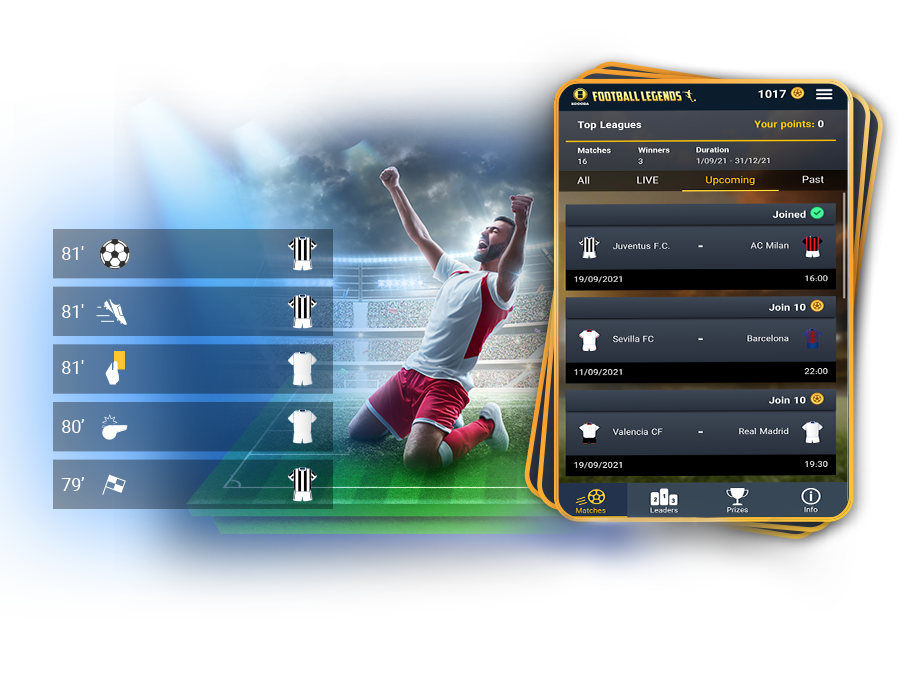 81'
81'
81'
80'
79'
KOOORA
FOOTBALL LEGENDS
1017
Top Leagues
Your points: 0
Matches Winners Duration
16 3 1/09/21 - 31/12/21
All LIVE Upcoming Past
Joined
Juventus F.C. - AC Milan
19/09/2021 16:00
Join 10
Sevilla FC - Barcelona
11/09/2021 22:00
Join 10
Valencia CF - Real Madrid
19/09/2021 19:30
2 1 3
Matches Leaders Prizes Info